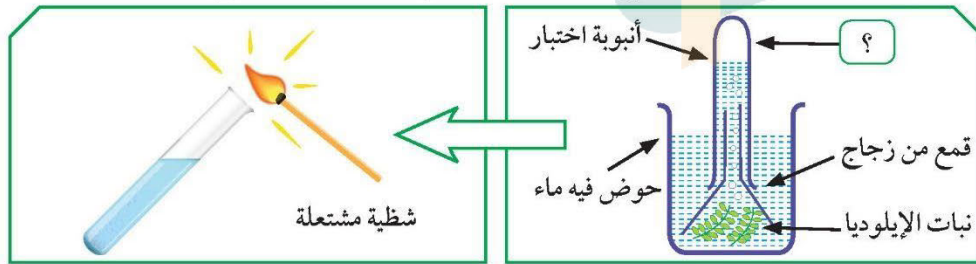 أنبوبة اختبار
؟
قمع من زجاج
حوض فيه ماء
نبات الإيلوديا
شظية مشتعلة